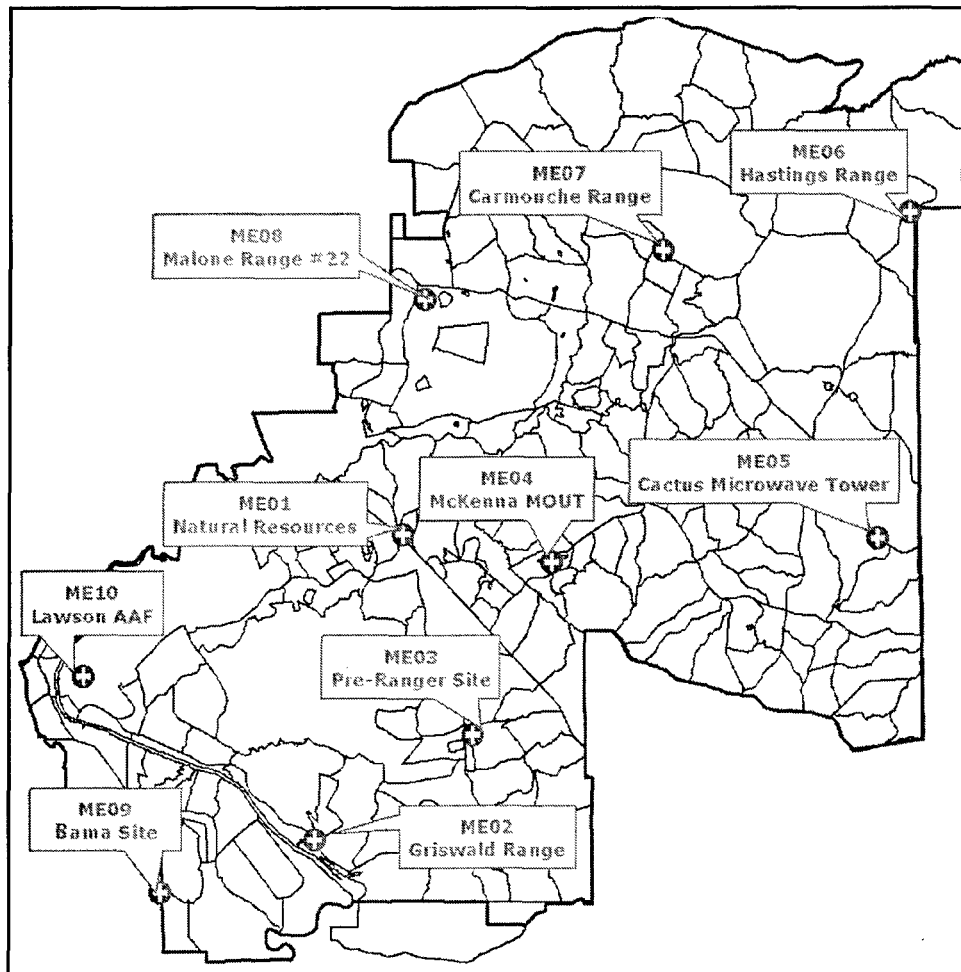 ME06
Hastings Range
ME07
Carmouche Range
ME08
Malone Range #22
ME05
Cactus Microwave Tower
ME04
McKenna MOUT
ME01
Natural Resources
ME10
Lawson AAF
ME03
Pre-Ranger Site
ME09
Bama Site
ME02
Griswald Range